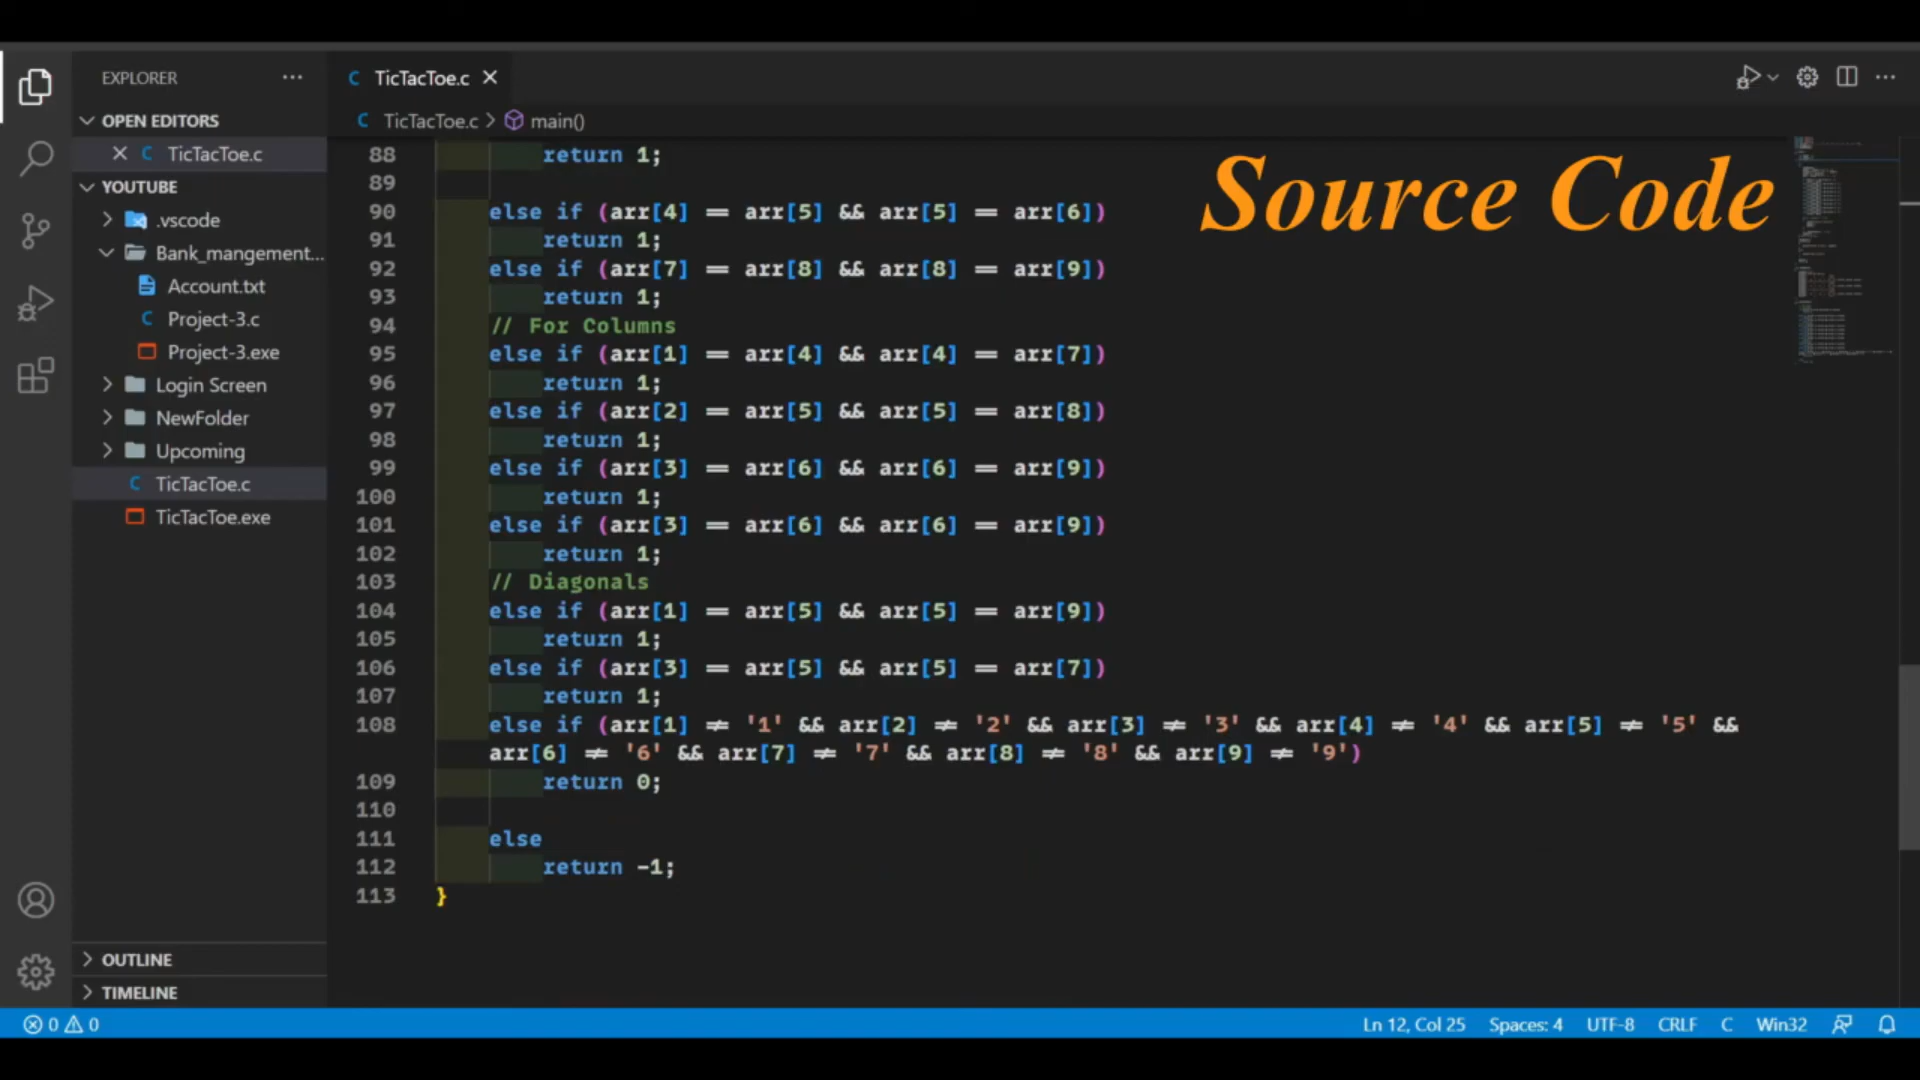 EXPLORER
OPEN EDITORS
TicTacToe.c
YOUTUBE
.vscode
Bank_mangement...
Account.txt
Project-3.c
Project-3.exe
Login Screen
NewFolder
Upcoming
TicTacToe.c
TicTacToe.exe
OUTLINE
TIMELINE
TicTacToe.c
TicTacToe.c > main()
Source Code
88 return 1;
89
90 else if (arr[4] == arr[5] && arr[5] == arr[6])
91 return 1;
92 else if (arr[7] == arr[8] && arr[8] == arr[9])
93 return 1;
94 // For Columns
95 else if (arr[1] == arr[4] && arr[4] == arr[7])
96 return 1;
97 else if (arr[2] == arr[5] && arr[5] == arr[8])
98 return 1;
99 else if (arr[3] == arr[6] && arr[6] == arr[9])
100 return 1;
101 else if (arr[3] == arr[6] && arr[6] == arr[9])
102 return 1;
103 // Diagonals
104 else if (arr[1] == arr[5] && arr[5] == arr[9])
105 return 1;
106 else if (arr[3] == arr[5] && arr[5] == arr[7])
107 return 1;
108 else if (arr[1] != '1' && arr[2] != '2' && arr[3] != '3' && arr[4] != '4' && arr[5] != '5' &&
arr[6] != '6' && arr[7] != '7' && arr[8] != '8' && arr[9] != '9')
109 return 0;
110
111 else
112 return -1;
113 }
0 0
Ln 12, Col 25 Spaces: 4 UTF-8 CRLF C Win32